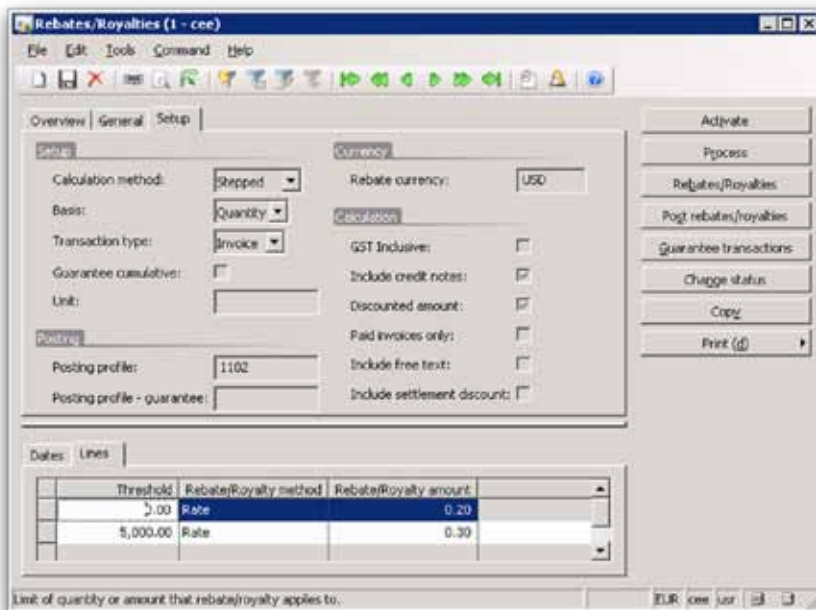 Rebates/Royalties (1 - cee)
File Edit Tools Command Help
Overview General Setup
Setup
Calculation method: Stepped
Basis: Quantity
Transaction type: Invoice
Guarantee cumulative:
Unit:
Posting
Posting profile: 1102
Posting profile - guarantee:
Currency
Rebate currency: USD
Calculation
GST Inclusive:
Include credit notes:
Discounted amount:
Paid invoices only:
Include free text:
Include settlement discount:
Activate
Process
Rebates/Royalties
Post rebates/royalties
Guarantee transactions
Change status
Copy
Print (d)
Dates Lines
Threshold Rebate/Royalty method Rebate/Royalty amount
0.00 Rate 0.20
5,000.00 Rate 0.30
Limit of quantity or amount that rebate/royalty applies to.
EUR cee usr